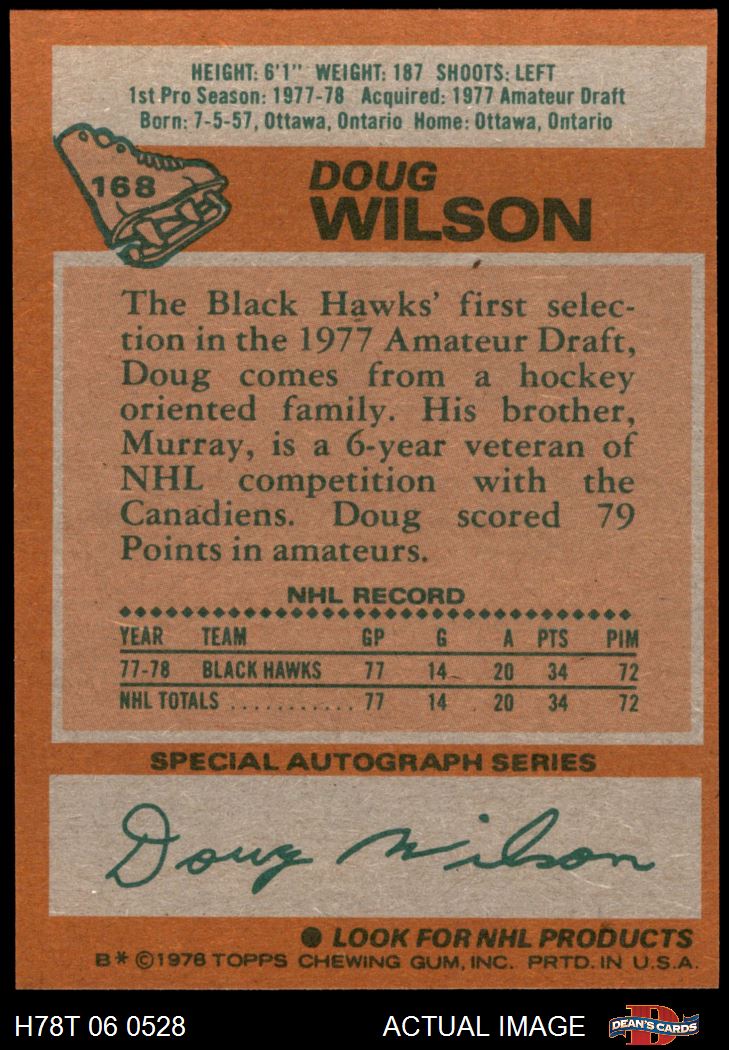 HEIGHT: 6'1" WEIGHT: 187 SHOOTS: LEFT
1st Pro Season: 1977-78 Acquired: 1977 Amateur Draft
Born: 7-5-57, Ottawa, Ontario Home: Ottawa, Ontario
168
DOUG
WILSON
The Black Hawks' first selec-
tion in the 1977 Amateur Draft,
Doug comes from a hockey
oriented family. His brother,
Murray, is a 6-year veteran of
NHL competition with the
Canadiens. Doug scored 79
Points in amateurs.
NHL RECORD
YEAR TEAM GP G A PTS PIM
77-78 BLACK HAWKS 77 14 20 34 72
NHL TOTALS ............ 77 14 20 34 72
SPECIAL AUTOGRAPH SERIES
Doug Wilson
● LOOK FOR NHL PRODUCTS
B* ©1978 TOPPS CHEWING GUM, INC. PRTD. IN U.S.A.
H78T 06 0528 ACTUAL IMAGE DEAN'S CARDS